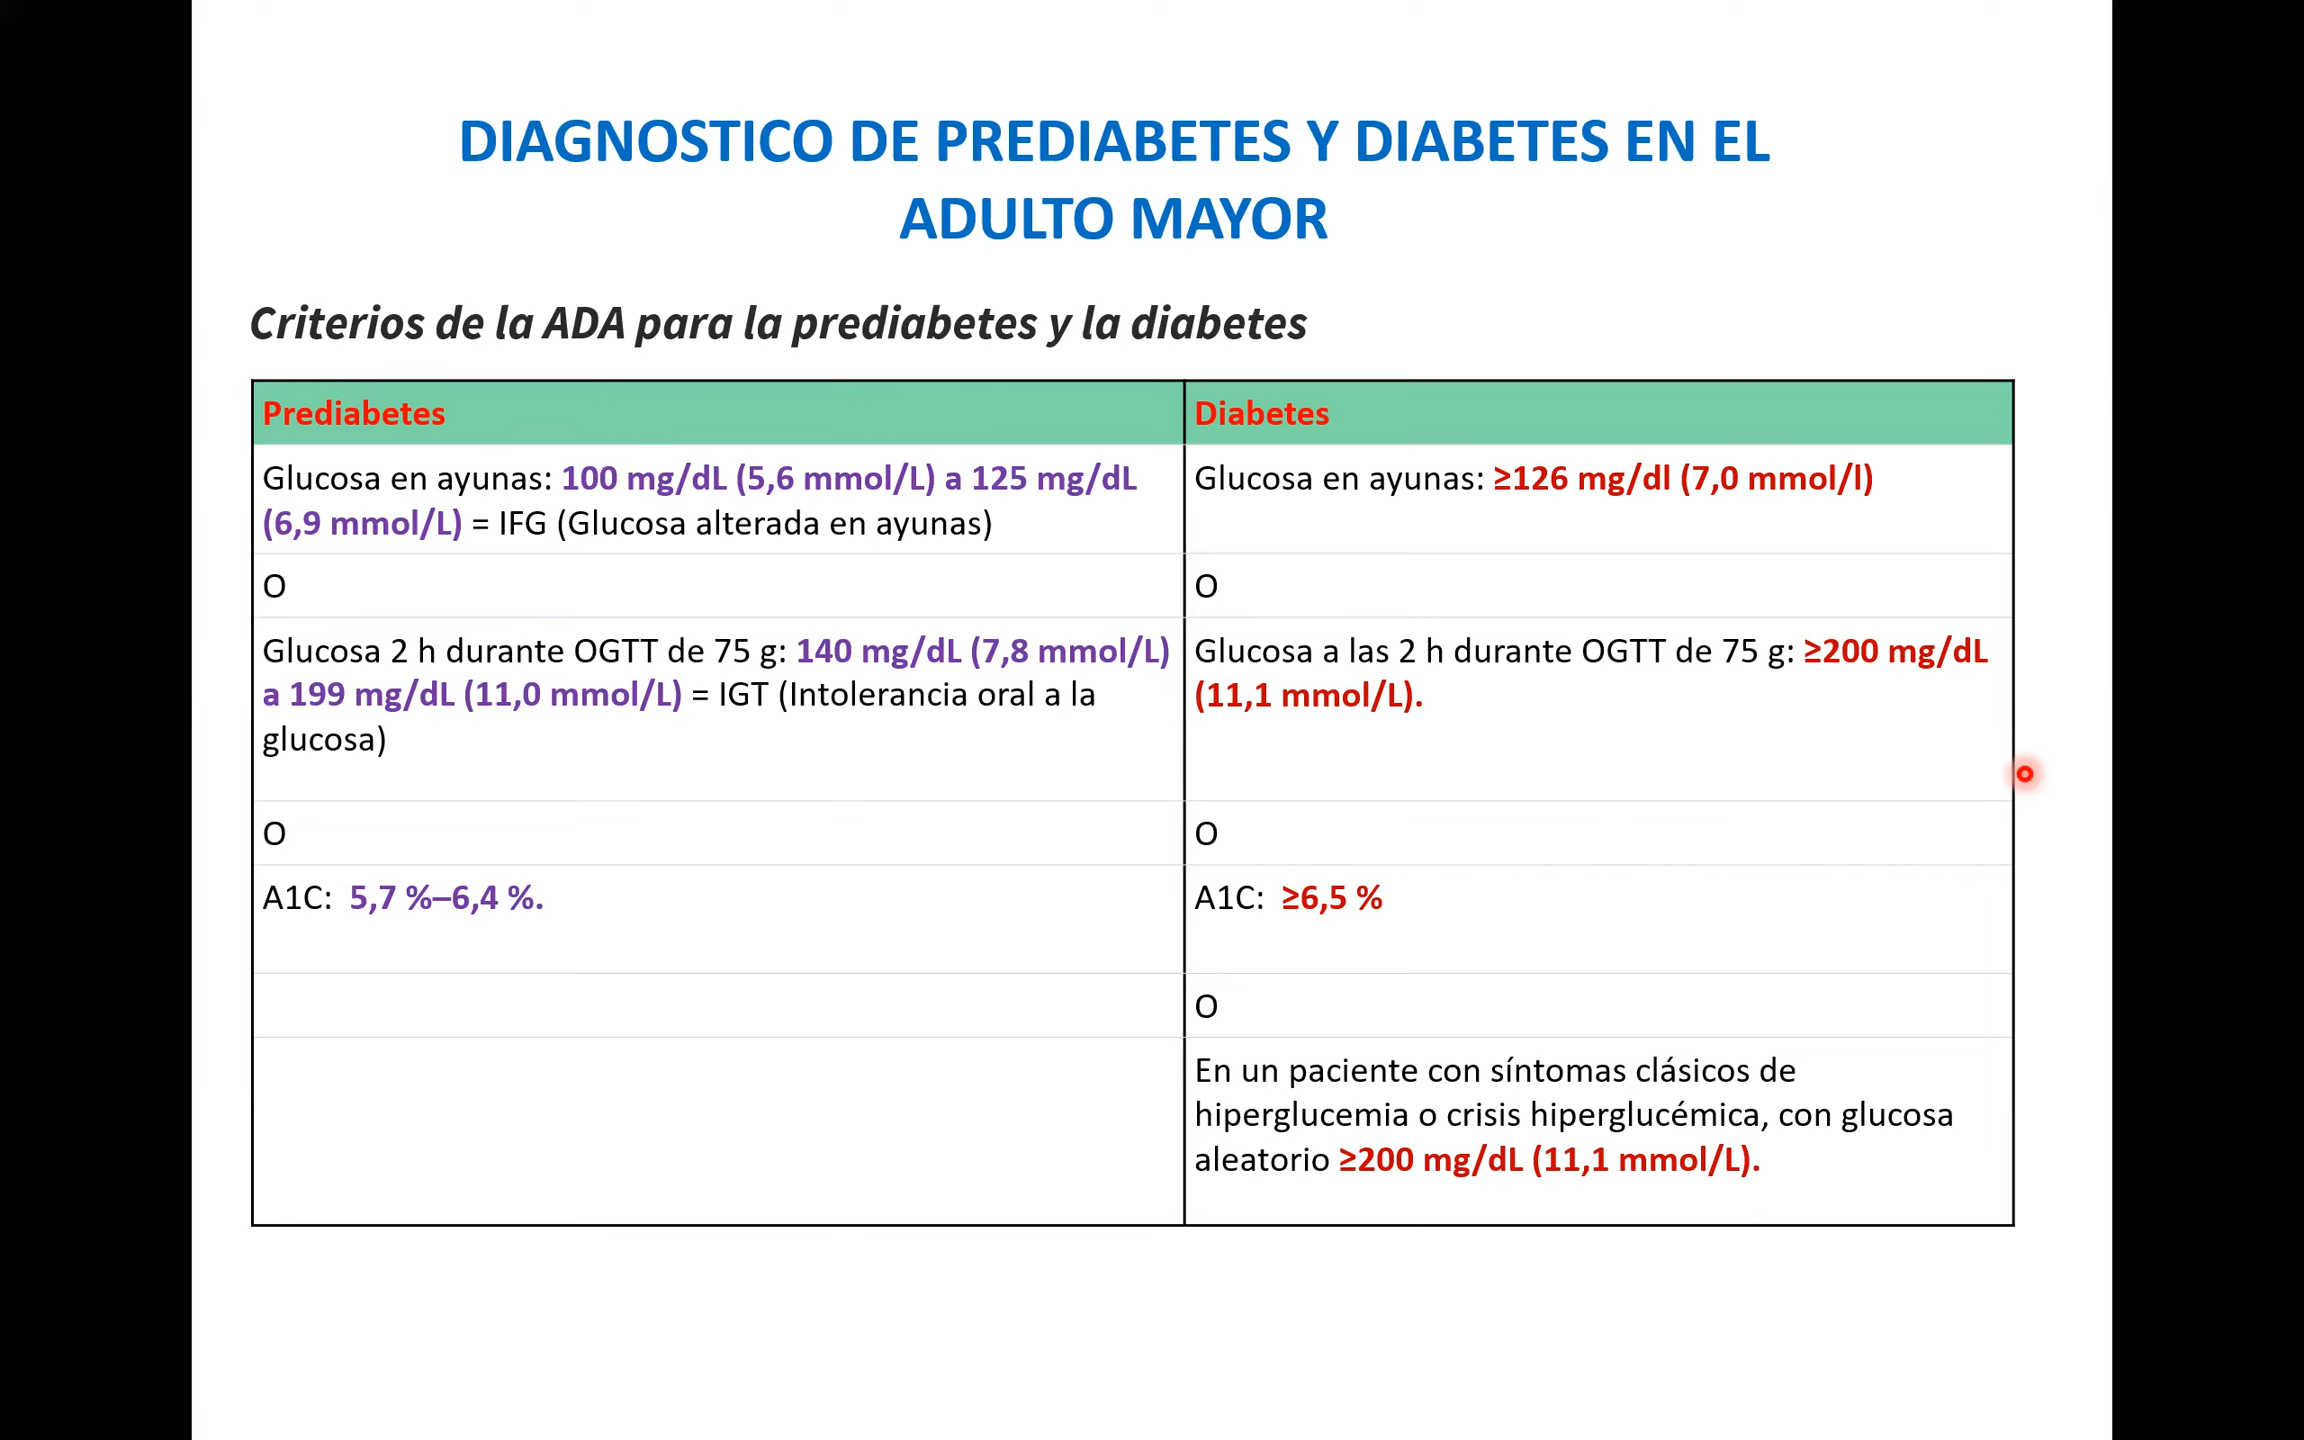 DIAGNOSTICO DE PREDIABETES Y DIABETES EN EL
ADULTO MAYOR
Criterios de la ADA para la prediabetes y la diabetes
Prediabetes
Diabetes
Glucosa en ayunas: 100 mg/dL (5,6 mmol/L) a 125 mg/dL
(6,9 mmol/L) = IFG (Glucosa alterada en ayunas)
Glucosa en ayunas: ≥126 mg/dl (7,0 mmol/l)
O
O
Glucosa 2 h durante OGTT de 75 g: 140 mg/dL (7,8 mmol/L)
a 199 mg/dL (11,0 mmol/L) = IGT (Intolerancia oral a la
glucosa)
Glucosa a las 2 h durante OGTT de 75 g: ≥200 mg/dL
(11,1 mmol/L).
O
O
A1C: 5,7 %–6,4 %.
A1C: ≥6,5 %
O
En un paciente con síntomas clásicos de
hiperglucemia o crisis hiperglucémica, con glucosa
aleatorio ≥200 mg/dL (11,1 mmol/L).